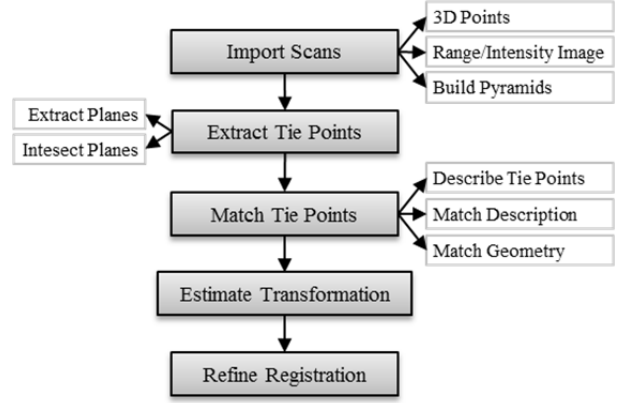 3D Points
Import Scans
Range/Intensity Image
Build Pyramids
Extract Planes
Extract Tie Points
Intesect Planes
Describe Tie Points
Match Tie Points
Match Description
Match Geometry
Estimate Transformation
Refine Registration